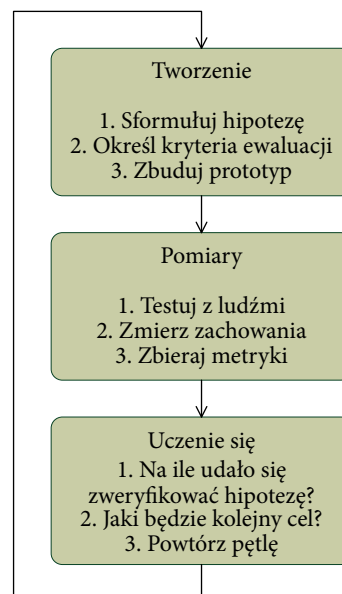 Tworzenie
1. Sformułuj hipotezę
2. Określ kryteria ewaluacji
3. Zbuduj prototyp
Pomiary
1. Testuj z ludźmi
2. Zmierz zachowania
3. Zbieraj metryki
Uczenie się
1. Na ile udało się
zweryfikować hipotezę?
2. Jaki będzie kolejny cel?
3. Powtórz pętlę